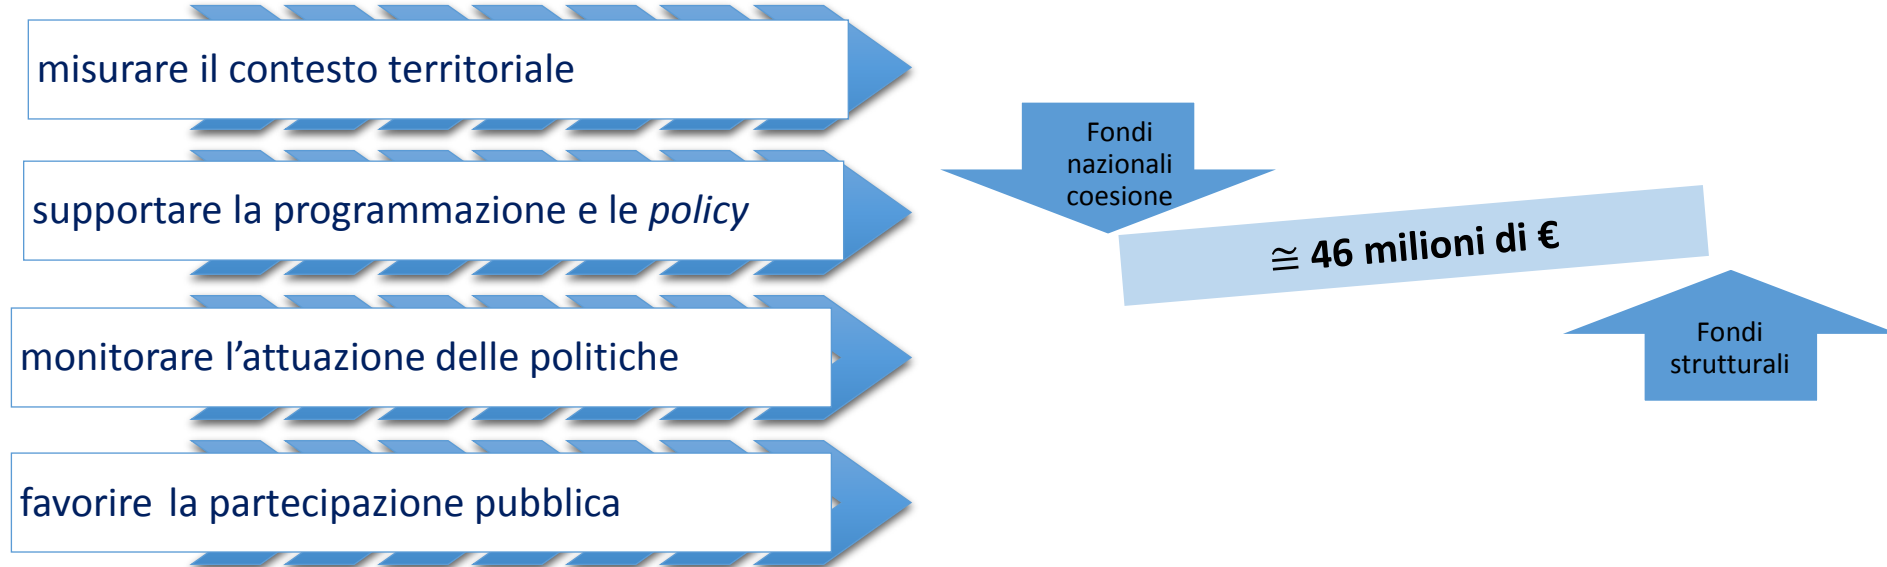 misurare il contesto territoriale
supportare la programmazione e le policy
monitorare l’attuazione delle politiche
favorire la partecipazione pubblica
Fondi
nazionali
coesione
≅ 46 milioni di €
Fondi
strutturali